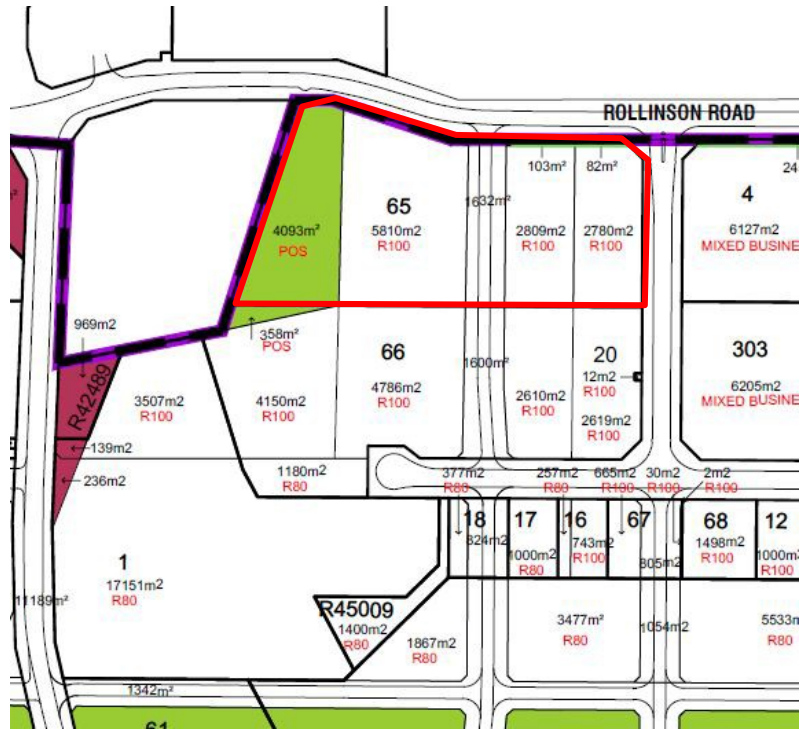 ROLLINSON ROAD
103m²
82m²
24
4
6127m2
MIXED BUSINE
65
5810m2
R100
1632m²
2809m2
R100
2780m2
R100
4093m²
POS
969m2
R42489
358m²
POS
3507m2
R100
4150m2
R100
66
4786m2
R100
1600m²
2610m2
R100
20
12m2
R100
2619m2
R100
303
6205m2
MIXED BUSINE
139m2
236m2
1180m2
R80
377m2
R80
257m2
R80
665m2
R100
30m2
R100
2m2
R100
18
824m2
17
1000m2
R80
16
743m2
R100
67
805m2
68
1498m2
R100
12
1000m2
R100
1
17151m2
R80
11189m²
R45009
1400m2
R80
1867m2
R80
3477m²
R80
1054m2
5533m
R80
1342m²
61